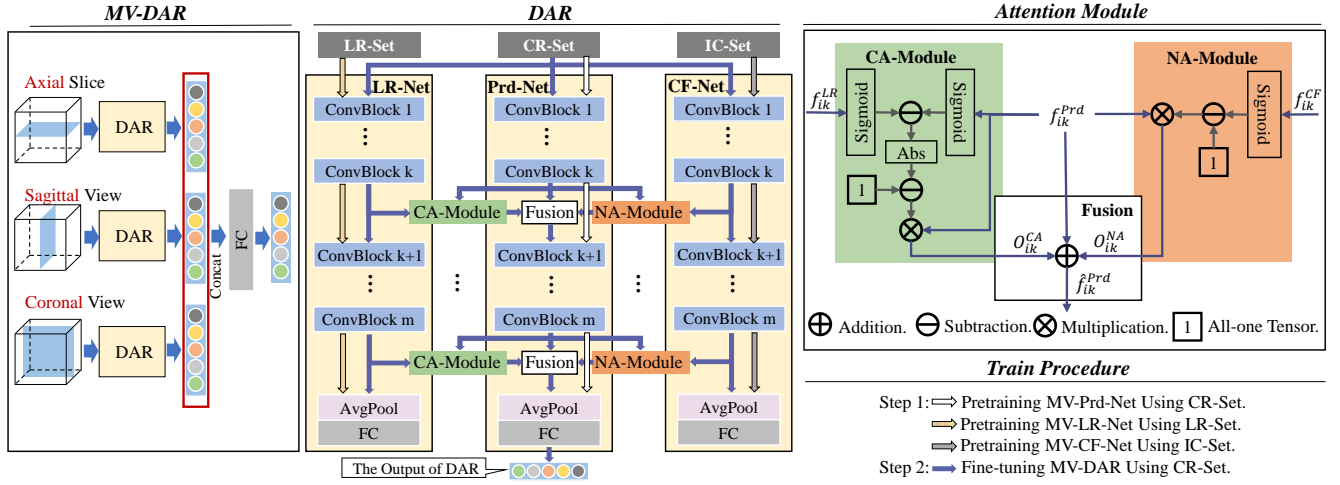 MV-DAR
Axial Slice
DAR
Sagittal View
DAR
Coronal View
DAR
Concat
FC
DAR
LR-Set
CR-Set
IC-Set
LR-Net
Prd-Net
CF-Net
ConvBlock 1
ConvBlock 1
ConvBlock 1
ConvBlock k
ConvBlock k
ConvBlock k
CA-Module
Fusion
NA-Module
ConvBlock k+1
ConvBlock k+1
ConvBlock k+1
ConvBlock m
ConvBlock m
ConvBlock m
CA-Module
Fusion
NA-Module
AvgPool
AvgPool
AvgPool
FC
FC
FC
The Output of DAR
Attention Module
CA-Module
NA-Module
f_{ik}^{LR}
Sigmoid
Sigmoid
f_{ik}^{Prd}
Sigmoid
f_{ik}^{CF}
Abs
1
1
Fusion
O_{ik}^{CA}
O_{ik}^{NA}
f̂_{ik}^{Prd}
Addition.
Subtraction.
Multiplication.
1 All-one Tensor.
Train Procedure
Step 1: Pretraining MV-Prd-Net Using CR-Set.
Pretraining MV-LR-Net Using LR-Set.
Pretraining MV-CF-Net Using IC-Set.
Step 2: Fine-tuning MV-DAR Using CR-Set.